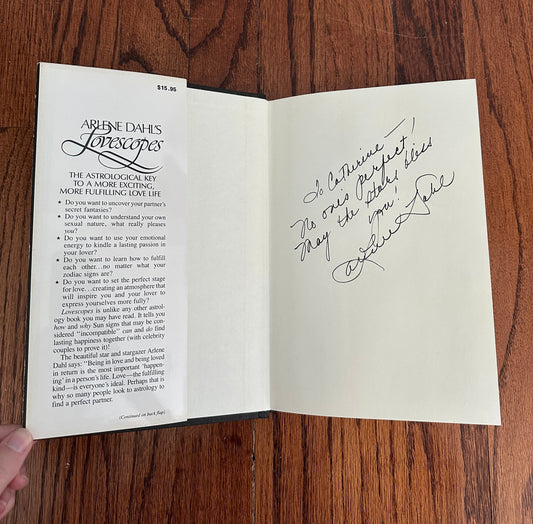 $15.95
ARLENE DAHL'S
Lovescopes
THE ASTROLOGICAL KEY
TO A MORE EXCITING,
MORE FULFILLING LOVE LIFE
★ Do you want to uncover your partner's
secret fantasies?
★ Do you want to understand your own
sexual nature, what really pleases
you?
★ Do you want to use your emotional
energy to kindle a lasting passion in
your lover?
★ Do you want to learn how to fulfill
each other...no matter what your
zodiac signs are?
★ Do you want to set the perfect stage
for love...creating an atmosphere that
will inspire you and your lover to
express yourselves more fully?
Lovescopes is unlike any other astrol-
ogy book you may have read. It tells you
how and why Sun signs that may be con-
sidered "incompatible" can and do find
lasting happiness together (with celebrity
couples to prove it)!
The beautiful star and stargazer Arlene
Dahl says: "Being in love and being loved
in return is the most important 'happen-
ing' in a person's life. Love—the fulfilling
kind—is everyone's ideal. Perhaps that is
why so many people look to astrology to
find a perfect partner.
(Continued on back flap)
To Catherine—
No one's perfect!
May the stars bless
you!
Arlene Dahl